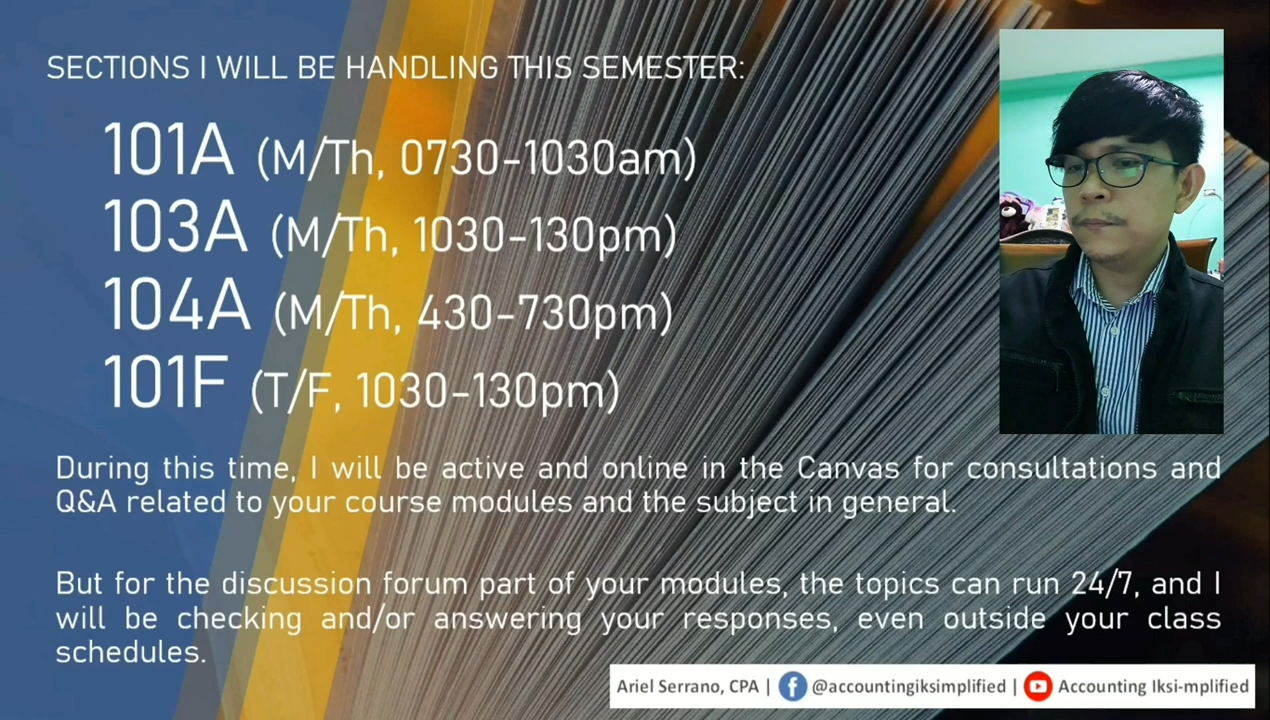 SECTIONS I WILL BE HANDLING THIS SEMESTER:
101A (M/Th, 0730-1030am)
103A (M/Th, 1030-130pm)
104A (M/Th, 430-730pm)
101F (T/F, 1030-130pm)
During this time, I will be active and online in the Canvas for consultations and
Q&A related to your course modules and the subject in general.
But for the discussion forum part of your modules, the topics can run 24/7, and I
will be checking and/or answering your responses, even outside your class
schedules.
Ariel Serrano, CPA | @accountingiksimplified | Accounting Iksi-mplified